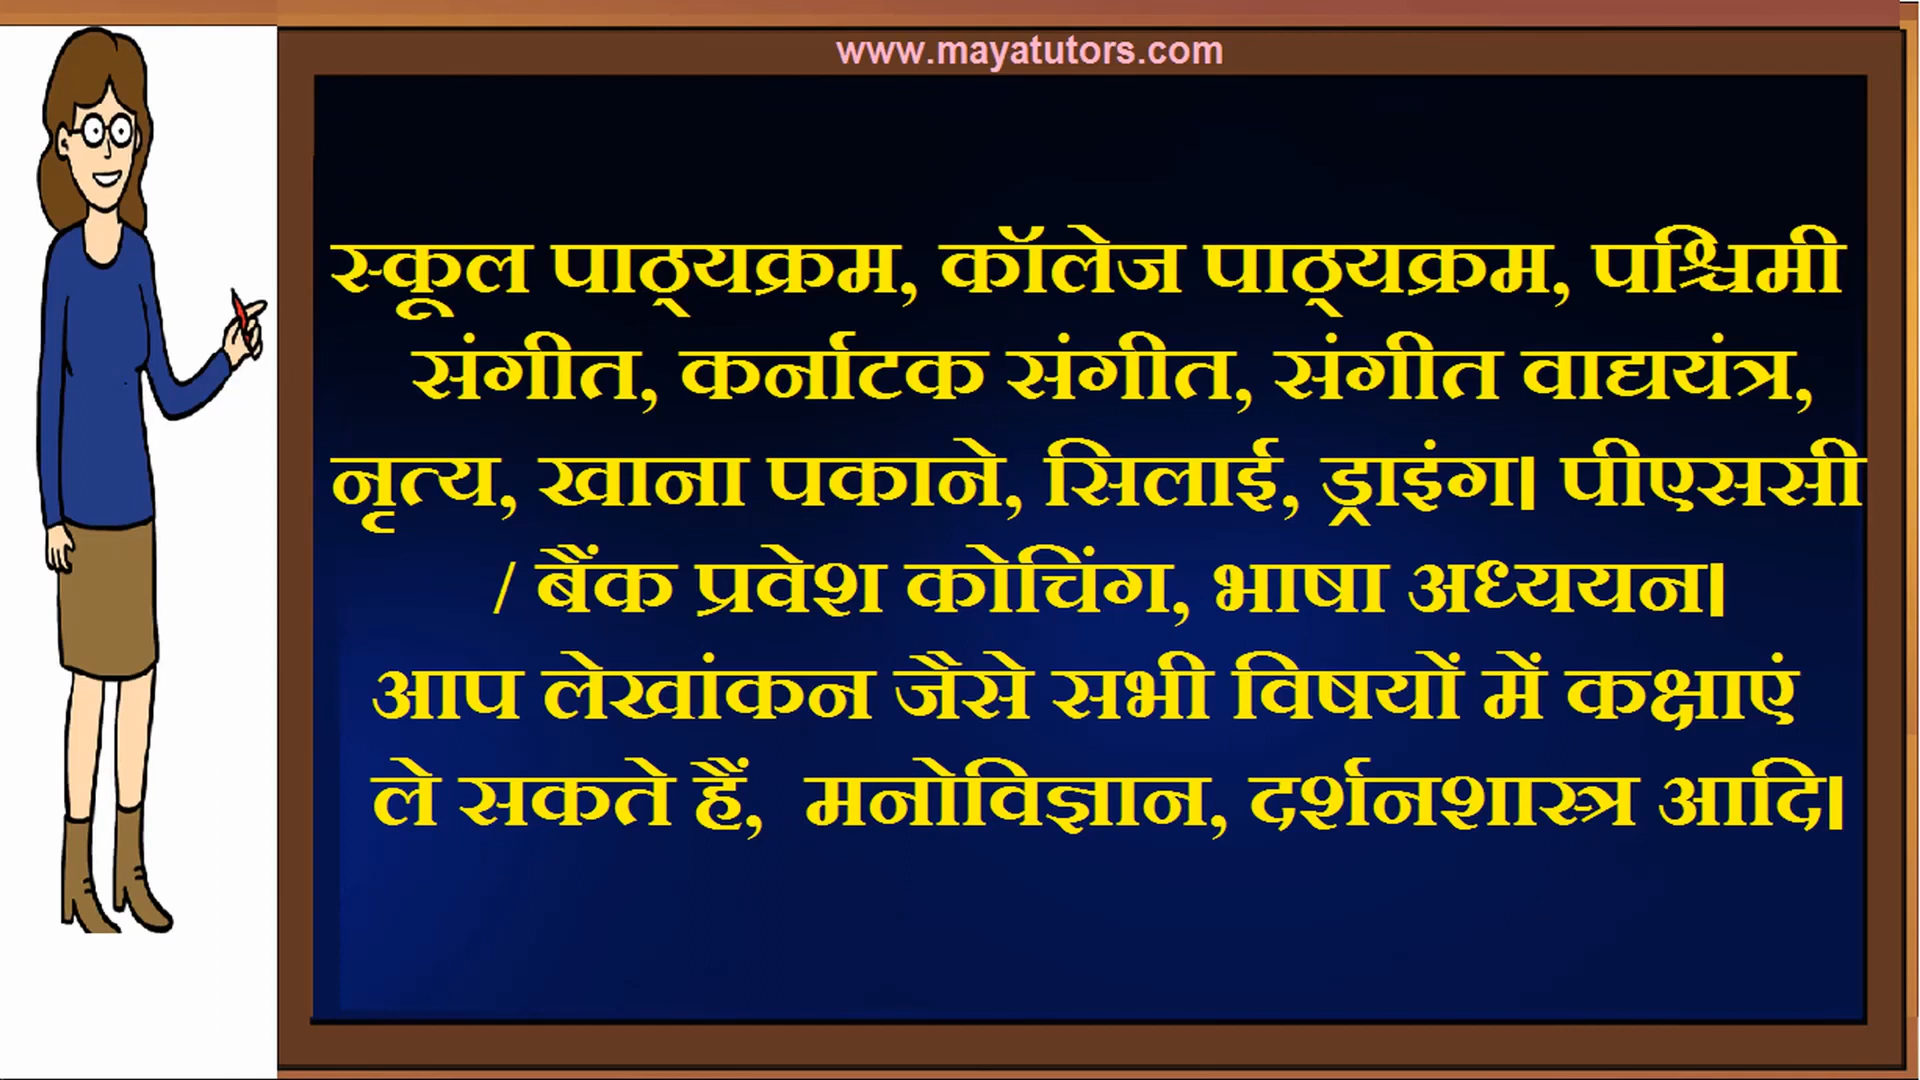 www.mayatutors.com
स्कूल पाठ्यक्रम, कॉलेज पाठ्यक्रम, पश्चिमी
संगीत, कर्नाटक संगीत, संगीत वाद्ययंत्र,
नृत्य, खाना पकाने, सिलाई, ड्राइंग। पीएससी
/ बैंक प्रवेश कोचिंग, भाषा अध्ययन।
आप लेखांकन जैसे सभी विषयों में कक्षाएं
ले सकते हैं, मनोविज्ञान, दर्शनशास्त्र आदि।